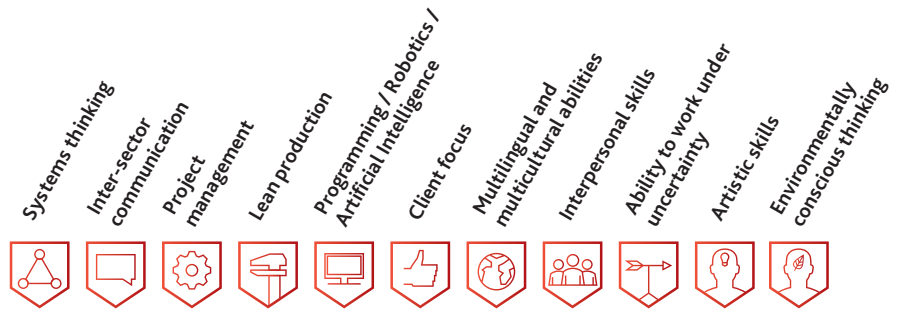 Systems thinking
Inter-sector
communication
Project
management
Lean production
Programming / Robotics /
Artificial Intelligence
Client focus
Multilingual and
multicultural abilities
Interpersonal skills
Ability to work under
uncertainty
Artistic skills
Environmentally
conscious thinking